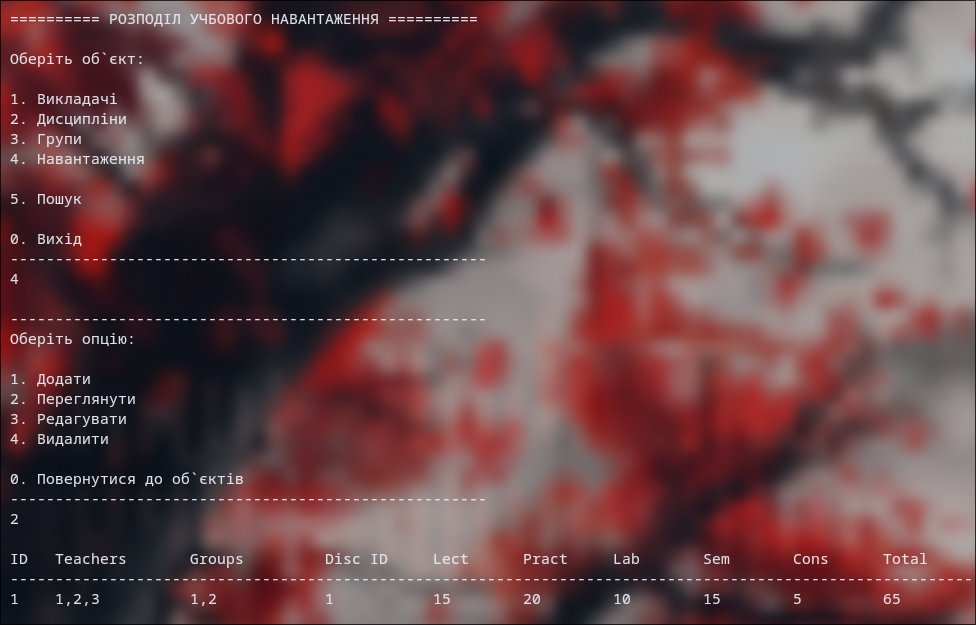 ========== РОЗПОДІЛ УЧБОВОГО НАВАНТАЖЕННЯ ==========
Оберіть об`єкт:
1. Викладачі
2. Дисципліни
3. Групи
4. Навантаження
5. Пошук
0. Вихід
-----------------------------------------------------
4
-----------------------------------------------------
Оберіть опцію:
1. Додати
2. Переглянути
3. Редагувати
4. Видалити
0. Повернутися до об`єктів
-----------------------------------------------------
2
ID   Teachers       Groups         Disc ID     Lect      Pract     Lab       Sem       Cons      Total
-----------------------------------------------------------------------------------------------------------
1    1,2,3          1,2            1           15        20        10        15        5         65